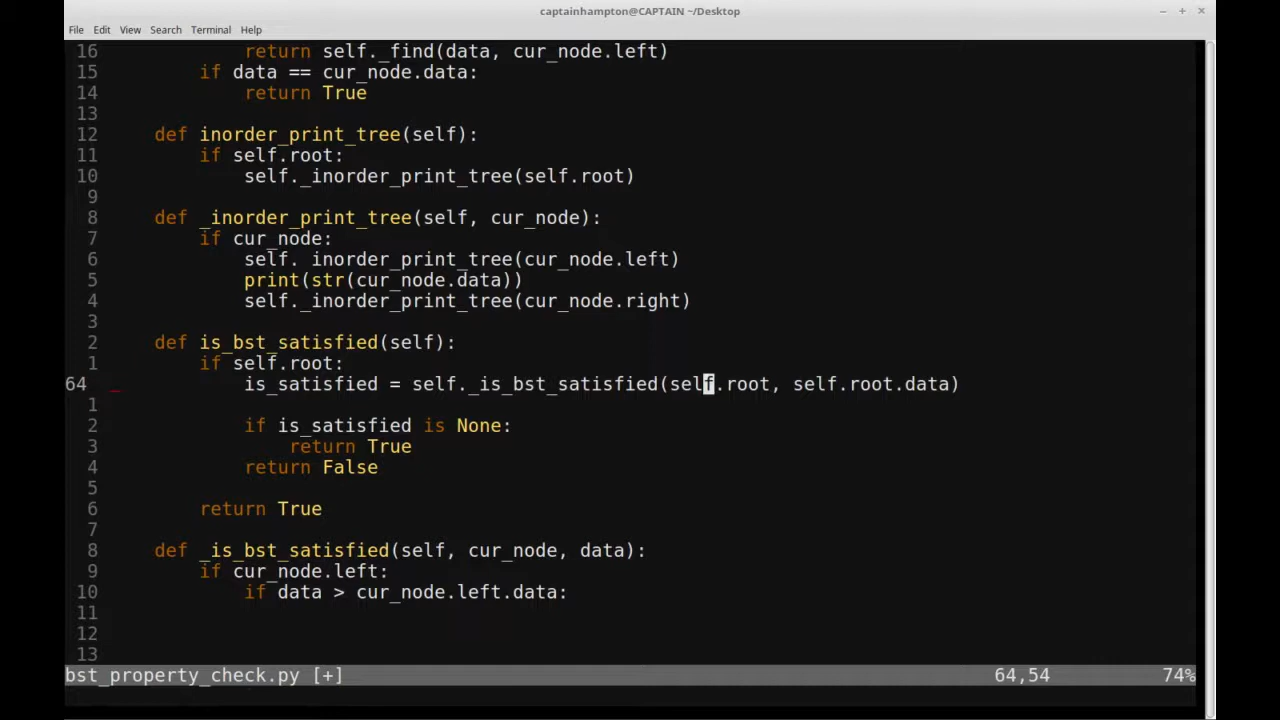 captainhampton@CAPTAIN ~/Desktop
File Edit View Search Terminal Help
16 return self._find(data, cur_node.left)
15 if data == cur_node.data:
14 return True
13
12 def inorder_print_tree(self):
11 if self.root:
10 self._inorder_print_tree(self.root)
9
8 def _inorder_print_tree(self, cur_node):
7 if cur_node:
6 self._inorder_print_tree(cur_node.left)
5 print(str(cur_node.data))
4 self._inorder_print_tree(cur_node.right)
3
2 def is_bst_satisfied(self):
1 if self.root:
64 is_satisfied = self._is_bst_satisfied(self.root, self.root.data)
1
2 if is_satisfied is None:
3 return True
4 return False
5
6 return True
7
8 def _is_bst_satisfied(self, cur_node, data):
9 if cur_node.left:
10 if data > cur_node.left.data:
11
12
13
bst_property_check.py [+] 64,54 74%